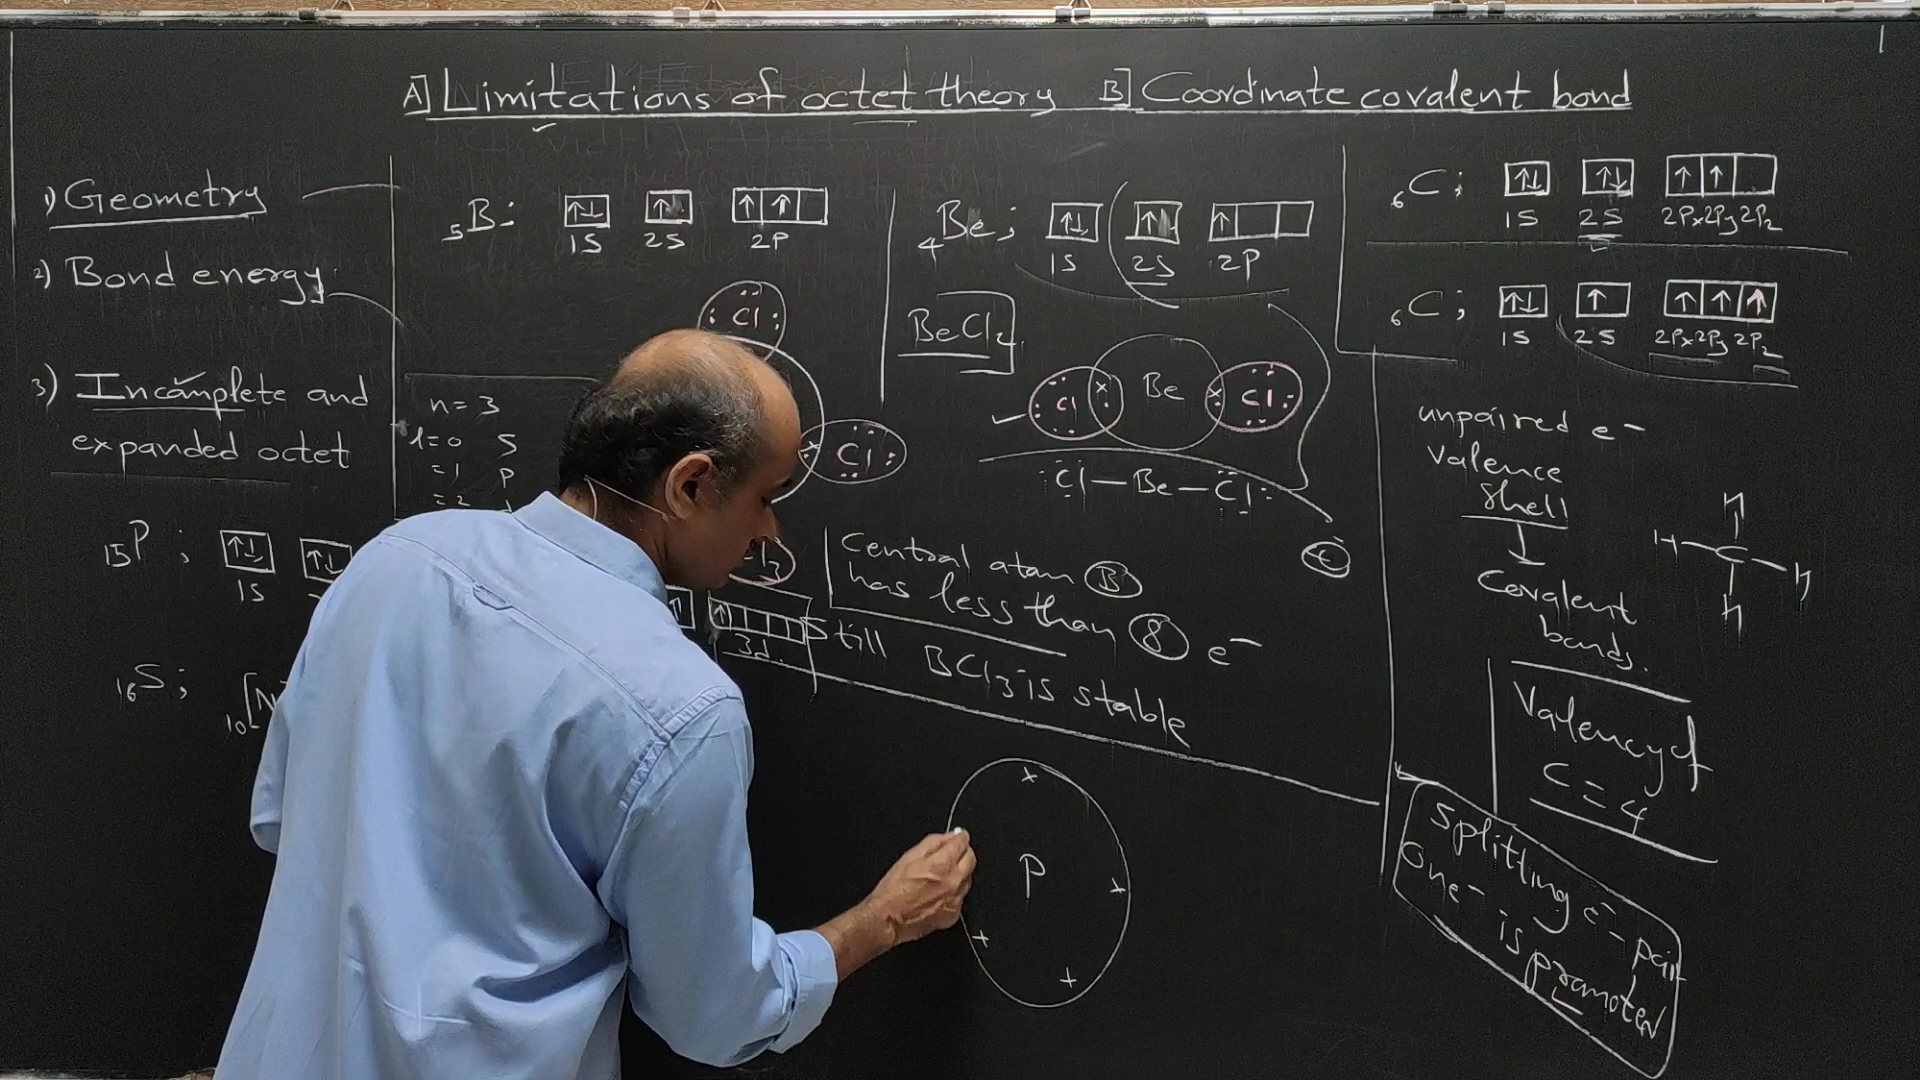 A] Limitations of octet theory B] Coordinate covalent bond
1) Geometry
2) Bond energy
3) Incomplete and
expanded octet
15P ;
1S
16S ;
10[N
5B : ↑↓ ↑ ↑ ↑
1S 2S 2P
Cl
Cl
n = 3
l = 0 S
= 1 P
= 2
3d
4Be ; ↑↓ ↑ ↑
1S 2S 2P
BeCl2
Cl Be Cl
Cl — Be — Cl
Central atom B
has less than 8 e-
Still BCl3 is stable
P
6C ; ↑↓ ↑↓ ↑ ↑
1S 2S 2Px 2Py 2Pz
6C ; ↑↓ ↑ ↑ ↑ ↑
1S 2S 2Px 2Py 2Pz
unpaired e-
Valence
Shell
↓
Covalent
bonds.
H
H C H
H
Valency of
C = 4
Splitting e- pair
one- is promoted